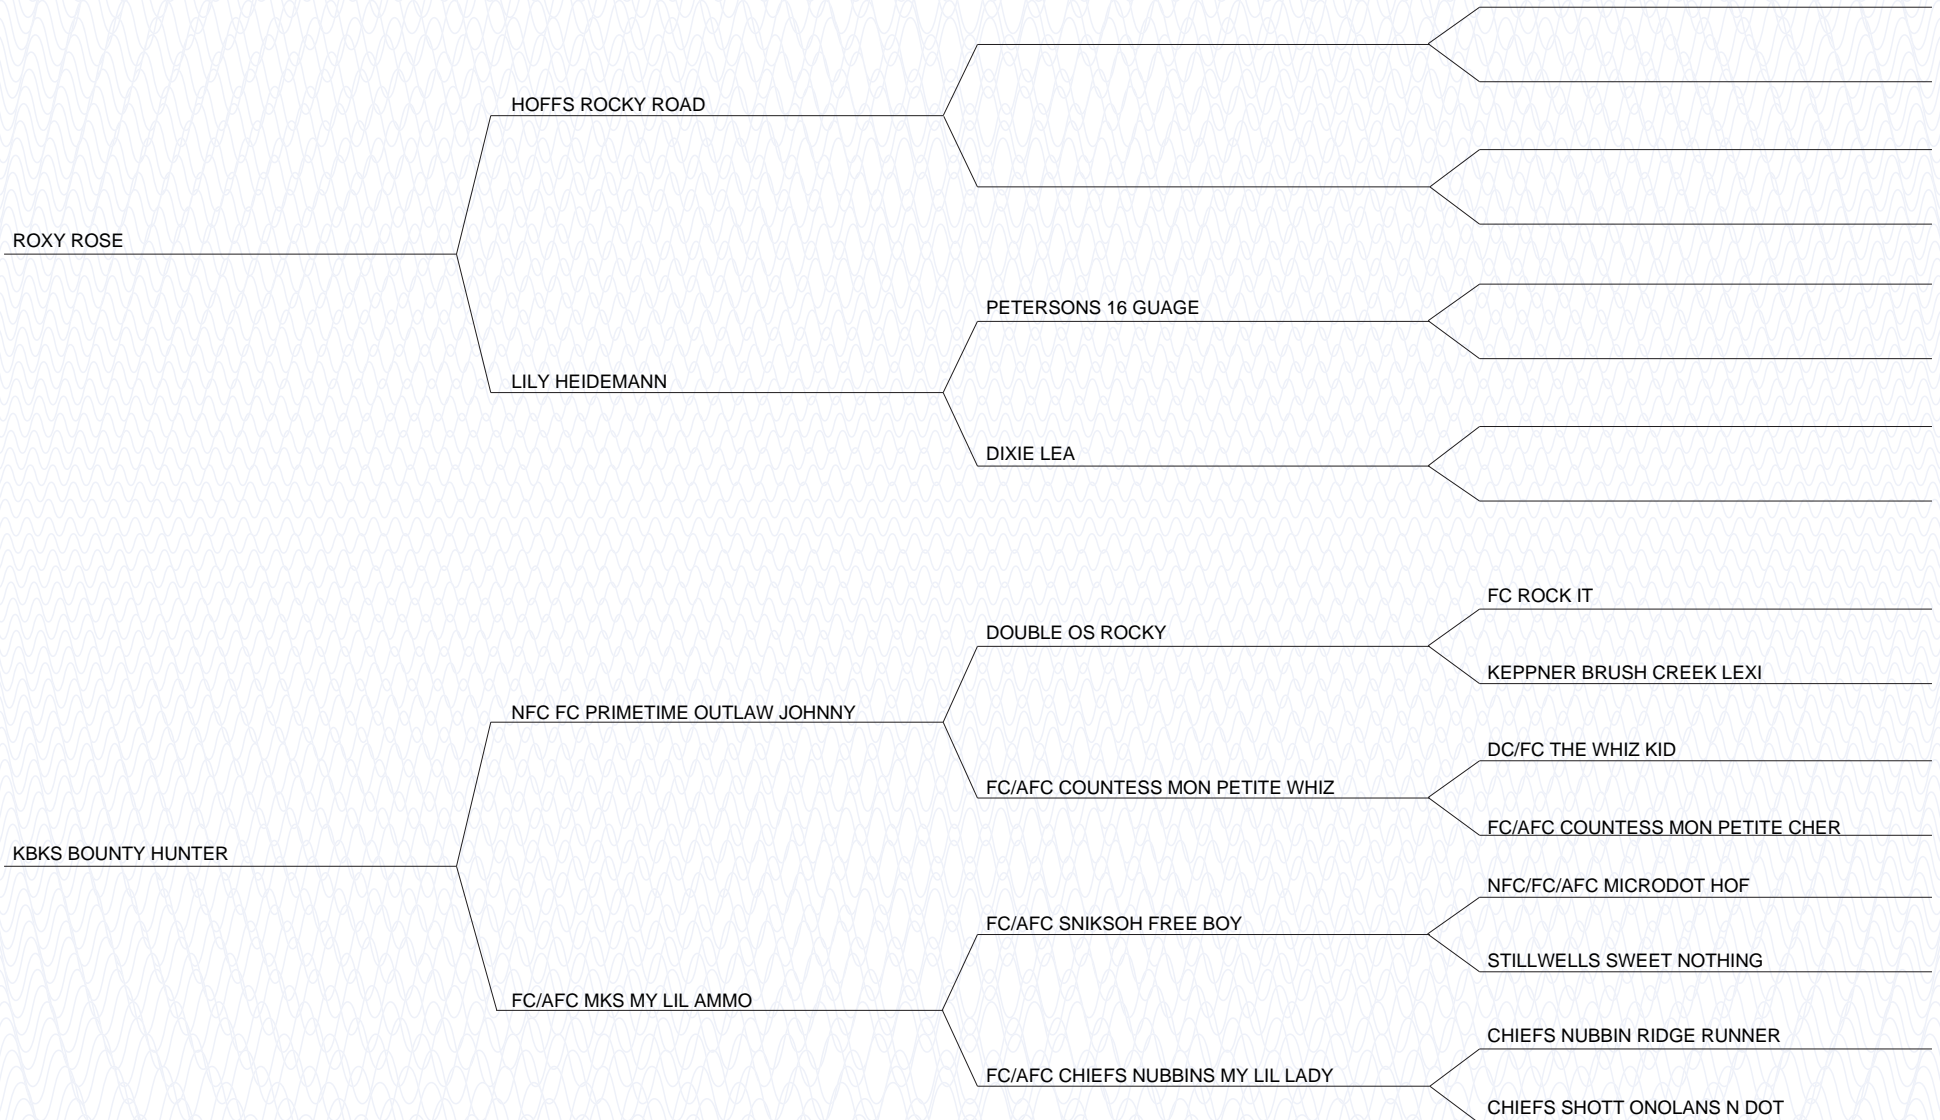 HOFFS ROCKY ROAD
ROXY ROSE
PETERSONS 16 GUAGE
LILY HEIDEMANN
DIXIE LEA
FC ROCK IT
DOUBLE OS ROCKY
KEPPNER BRUSH CREEK LEXI
NFC FC PRIMETIME OUTLAW JOHNNY
DC/FC THE WHIZ KID
FC/AFC COUNTESS MON PETITE WHIZ
FC/AFC COUNTESS MON PETITE CHER
KBKS BOUNTY HUNTER
NFC/FC/AFC MICRODOT HOF
FC/AFC SNIKSOH FREE BOY
STILLWELLS SWEET NOTHING
FC/AFC MKS MY LIL AMMO
CHIEFS NUBBIN RIDGE RUNNER
FC/AFC CHIEFS NUBBINS MY LIL LADY
CHIEFS SHOTT ONOLANS N DOT